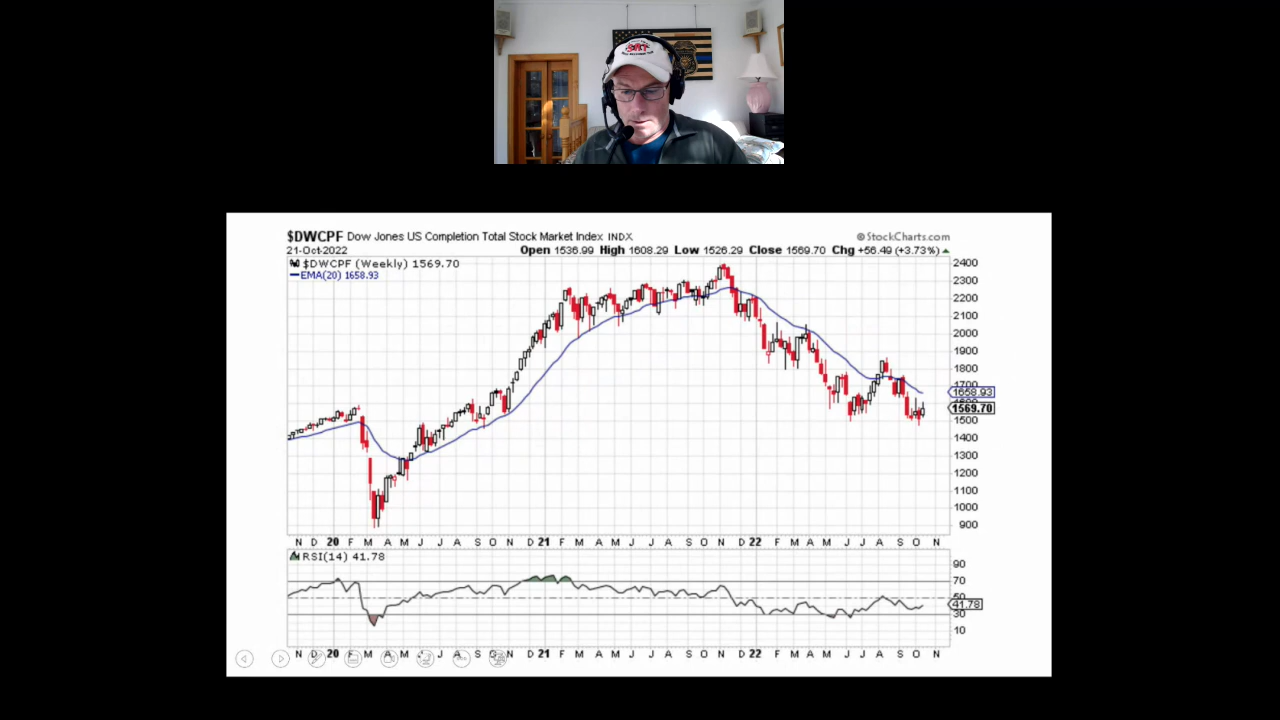 $DWCPF Dow Jones US Completion Total Stock Market Index INDX
© StockCharts.com
21-Oct-2022
Open 1536.99 High 1608.29 Low 1526.29 Close 1569.70 Chg +56.49 (+3.73%)
$DWCPF (Weekly) 1569.70
EMA(20) 1658.93
2400
2300
2200
2100
2000
1900
1800
1700
1658.93
1569.70
1500
1400
1300
1200
1100
1000
900
N D 20 F M A M J J A S O N D 21 F M A M J J A S O N D 22 F M A M J J A S O N
RSI(14) 41.78
90
70
50
41.78
30
10
N D 20 F M A M J J A S O N D 21 F M A M J J A S O N D 22 F M A M J J A S O N